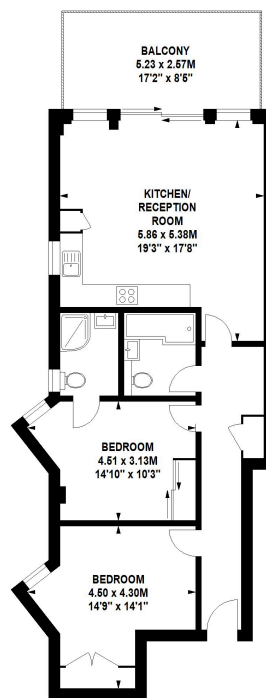 BALCONY
5.23 x 2.57M
17'2" x 8'5"
KITCHEN/
RECEPTION
ROOM
5.86 x 5.38M
19'3" x 17'8"
BEDROOM
4.51 x 3.13M
14'10" x 10'3"
BEDROOM
4.50 x 4.30M
14'9" x 14'1"